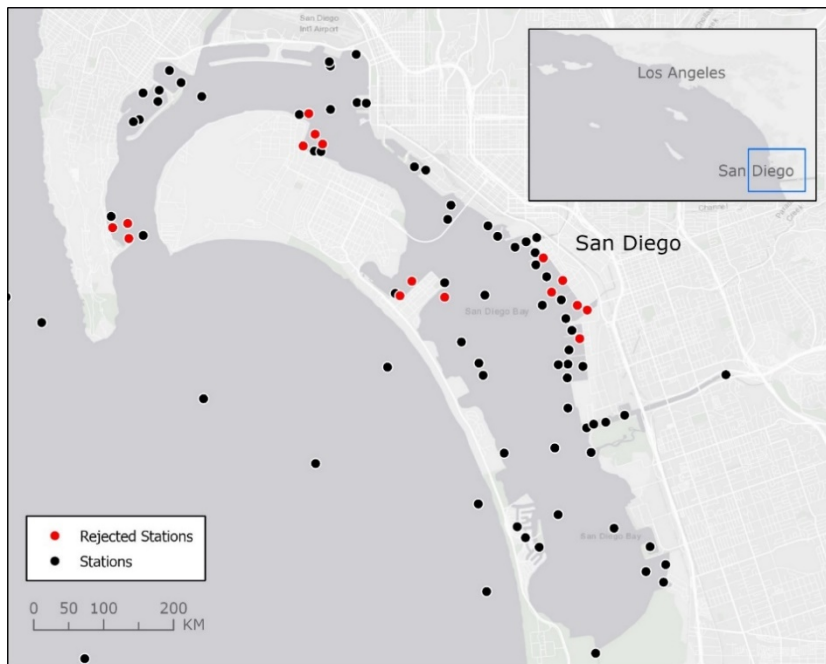 San Diego
Int'l Airport
Los Angeles
San Diego
San Diego
San Diego Bay
San Diego Bay
Rejected Stations
Stations
0 50 100 200
KM